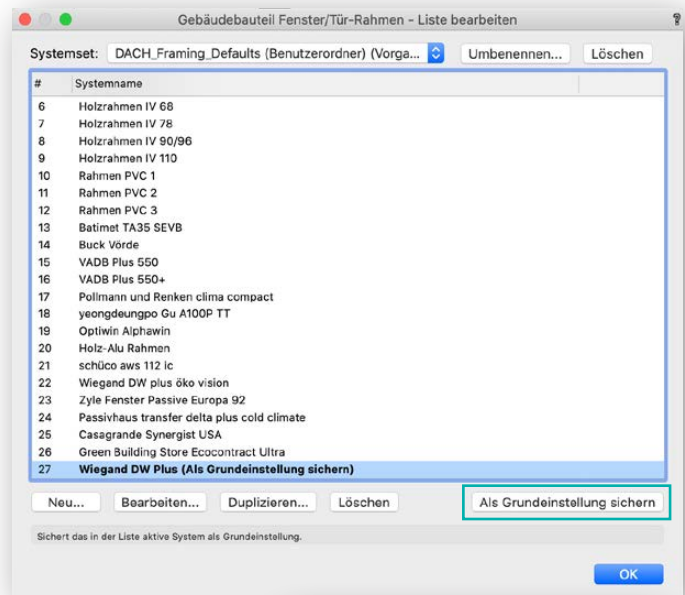 Gebäudebauteil Fenster/Tür-Rahmen - Liste bearbeiten ?
Systemset: DACH_Framing_Defaults (Benutzerordner) (Vorga... Umbenennen... Löschen
# Systemname
6 Holzrahmen IV 68
7 Holzrahmen IV 78
8 Holzrahmen IV 90/96
9 Holzrahmen IV 110
10 Rahmen PVC 1
11 Rahmen PVC 2
12 Rahmen PVC 3
13 Batimet TA35 SEVB
14 Buck Vörde
15 VADB Plus 550
16 VADB Plus 550+
17 Pollmann und Renken clima compact
18 yeongdeungpo Gu A100P TT
19 Optiwin Alphawin
20 Holz-Alu Rahmen
21 schüco aws 112 ic
22 Wiegand DW plus öko vision
23 Zyle Fenster Passive Europa 92
24 Passivhaus transfer delta plus cold climate
25 Casagrande Synergist USA
26 Green Building Store Ecocontract Ultra
27 Wiegand DW Plus (Als Grundeinstellung sichern)
Neu... Bearbeiten... Duplizieren... Löschen Als Grundeinstellung sichern
Sichert das in der Liste aktive System als Grundeinstellung.
OK